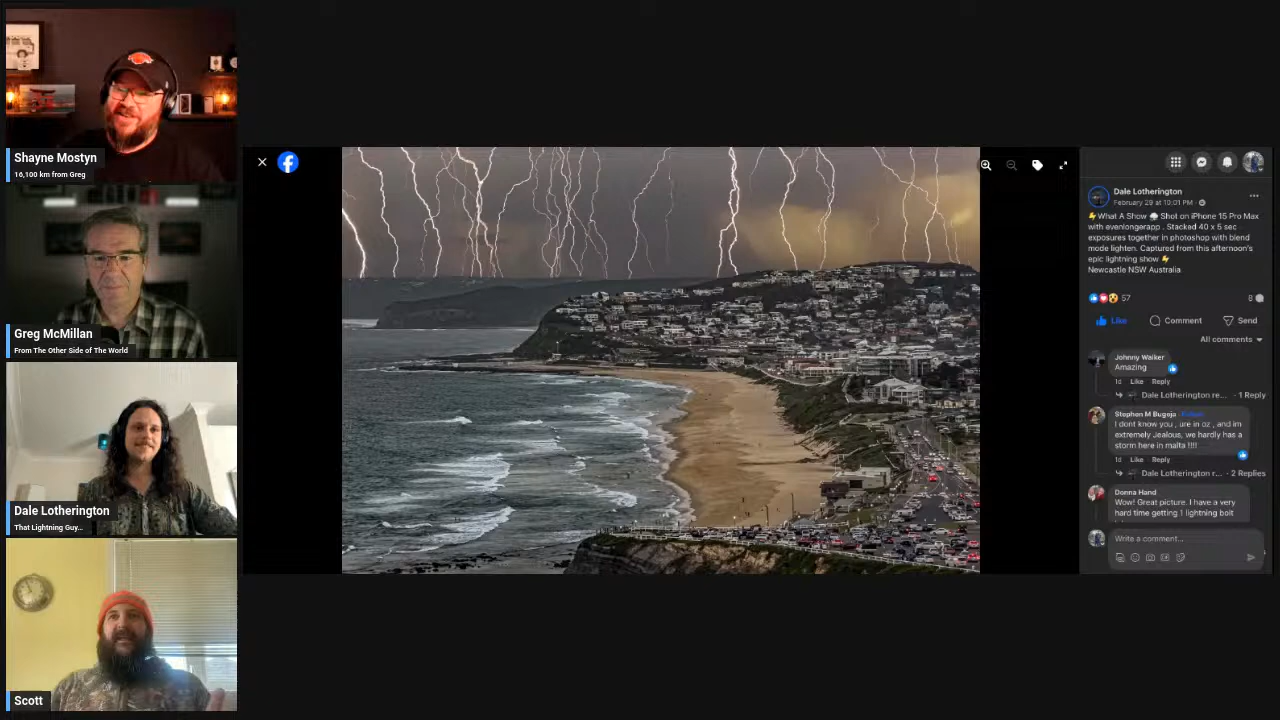 Shayne Mostyn
16,100 km from Greg
Greg McMillan
From The Other Side of The World
Dale Lotherington
That Lightning Guy...
Scott
Dale Lotherington
February 29 at 10:01 PM
⚡What A Show 🌩 Shot on iPhone 15 Pro Max
with evenlongerapp . Stacked 40 x 5 sec
exposures together in photoshop with blend
mode lighten. Captured from this afternoon's
epic lightning show ⚡
Newcastle NSW Australia
57
8
Like
Comment
Send
All comments
Johnny Walker
Amazing
1d Like Reply
Dale Lotherington re... · 1 Reply
Stephen M Bugeja · Follow
I dont know you , are in oz , and im
extremely Jealous, we hardly has a
storm here in malta !!!!
1d Like Reply
Dale Lotherington r... · 2 Replies
Donna Hand
Wow! Great picture. I have a very
hard time getting 1 lightning bolt
Write a comment...